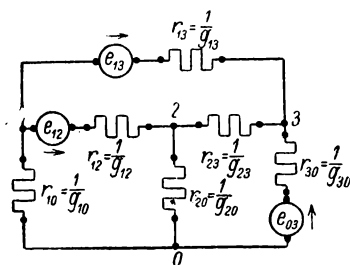 r₁₃=1/g₁₃
e₁₃
e₁₂
2
3
r₁₂=1/g₁₂
r₂₃=1/g₂₃
r₃₀=1/g₃₀
r₁₀=1/g₁₀
r₂₀=1/g₂₀
e₀₃
0